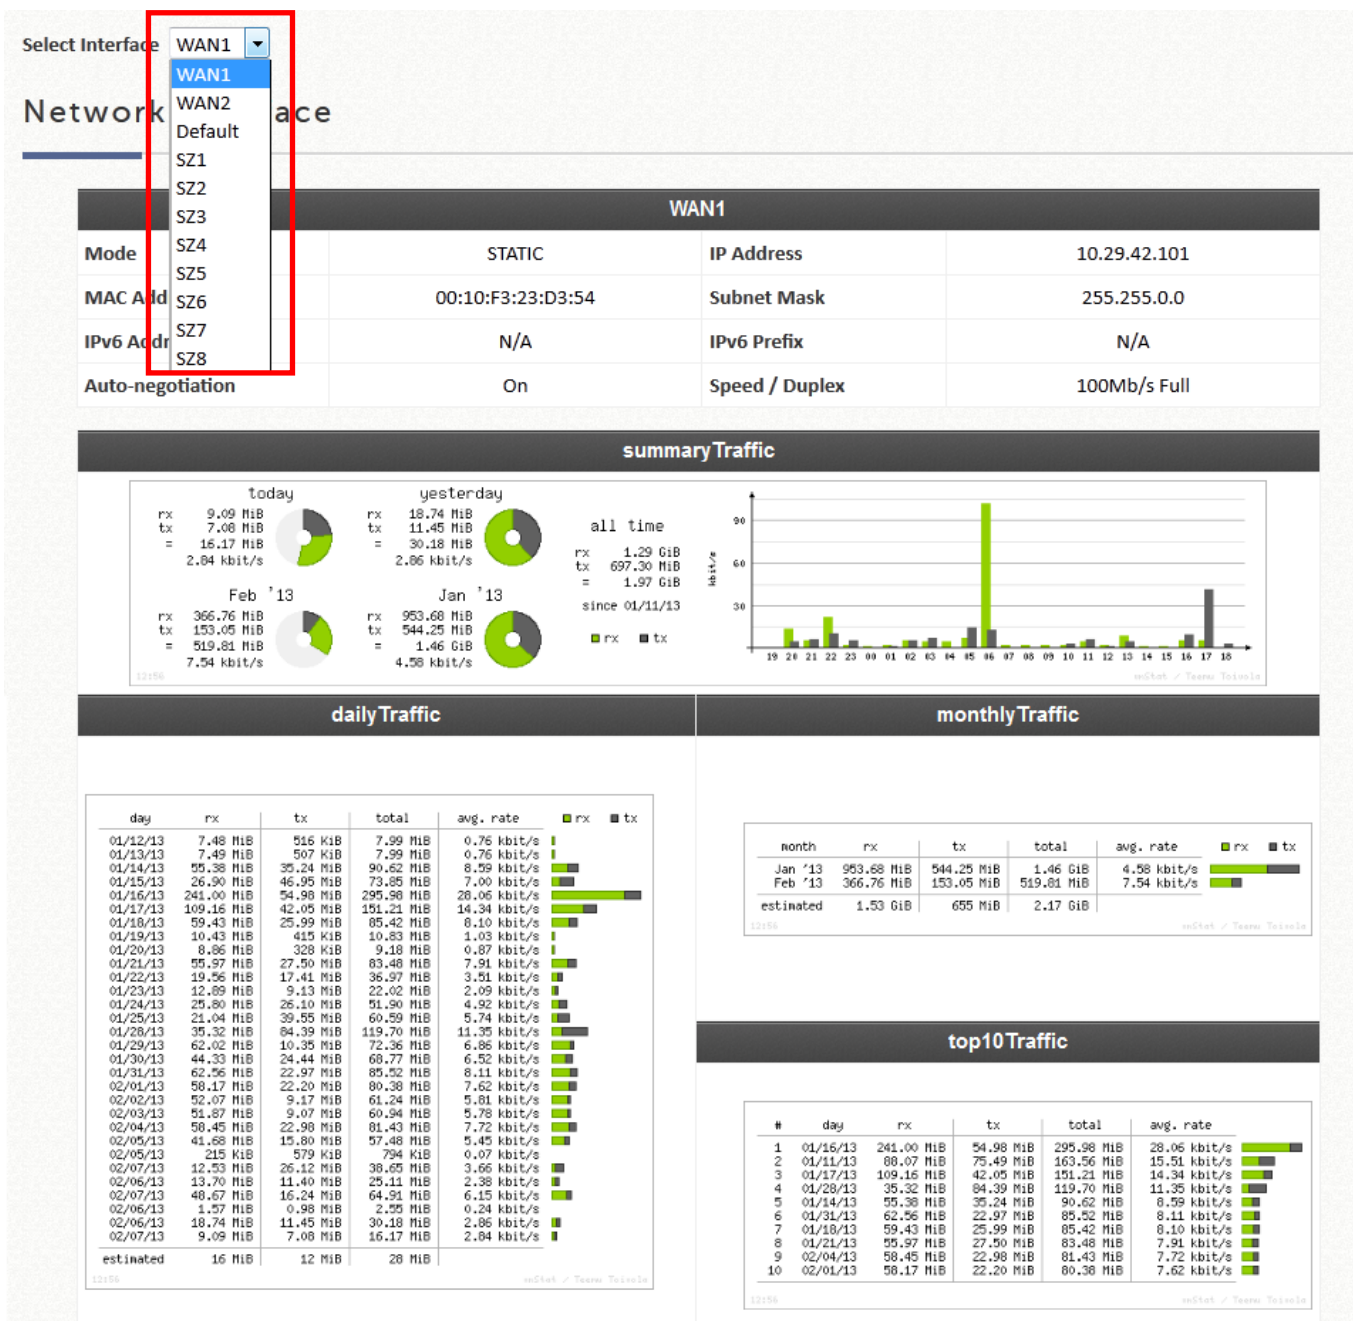 Select Interface WAN1
WAN1
WAN2
Default
SZ1
SZ2
SZ3
SZ4
SZ5
SZ6
SZ7
SZ8
Network ace
WAN1
Mode STATIC IP Address 10.29.42.101
MAC Add 00:10:F3:23:D3:54 Subnet Mask 255.255.0.0
IPv6 Addr N/A IPv6 Prefix N/A
Auto-negotiation On Speed / Duplex 100Mb/s Full
summaryTraffic
today
rx 9.09 MiB
tx 7.08 MiB
= 16.17 MiB
2.84 kbit/s
yesterday
rx 18.74 MiB
tx 11.45 MiB
= 30.18 MiB
2.86 kbit/s
Feb '13
rx 366.76 MiB
tx 153.05 MiB
= 519.81 MiB
7.54 kbit/s
Jan '13
rx 953.68 MiB
tx 544.25 MiB
= 1.46 GiB
4.58 kbit/s
all time
rx 1.29 GiB
tx 697.30 MiB
= 1.97 GiB
since 01/11/13
rx tx
kbit/s
90
60
30
19 20 21 22 23 00 01 02 03 04 05 06 07 08 09 10 11 12 13 14 15 16 17 18
12:56 vnStat / Teemu Toivola
dailyTraffic
day rx tx total avg. rate rx tx
01/12/13 7.48 MiB 516 KiB 7.99 MiB 0.76 kbit/s
01/13/13 7.49 MiB 507 KiB 7.99 MiB 0.76 kbit/s
01/14/13 55.38 MiB 35.24 MiB 90.62 MiB 8.59 kbit/s
01/15/13 26.90 MiB 46.95 MiB 73.85 MiB 7.00 kbit/s
01/16/13 241.00 MiB 54.98 MiB 295.98 MiB 28.06 kbit/s
01/17/13 109.16 MiB 42.05 MiB 151.21 MiB 14.34 kbit/s
01/18/13 59.43 MiB 25.99 MiB 85.42 MiB 8.10 kbit/s
01/19/13 10.43 MiB 415 KiB 10.83 MiB 1.03 kbit/s
01/20/13 8.86 MiB 328 KiB 9.18 MiB 0.87 kbit/s
01/21/13 55.97 MiB 27.50 MiB 83.48 MiB 7.91 kbit/s
01/22/13 19.56 MiB 17.41 MiB 36.97 MiB 3.51 kbit/s
01/23/13 12.89 MiB 9.13 MiB 22.02 MiB 2.09 kbit/s
01/24/13 25.80 MiB 26.10 MiB 51.90 MiB 4.92 kbit/s
01/25/13 21.04 MiB 39.55 MiB 60.59 MiB 5.74 kbit/s
01/28/13 35.32 MiB 84.39 MiB 119.70 MiB 11.35 kbit/s
01/29/13 62.02 MiB 10.35 MiB 72.36 MiB 6.86 kbit/s
01/30/13 44.33 MiB 24.44 MiB 68.77 MiB 6.52 kbit/s
01/31/13 62.56 MiB 22.97 MiB 85.52 MiB 8.11 kbit/s
02/01/13 58.17 MiB 22.20 MiB 80.38 MiB 7.62 kbit/s
02/02/13 52.07 MiB 9.17 MiB 61.24 MiB 5.81 kbit/s
02/03/13 51.87 MiB 9.07 MiB 60.94 MiB 5.78 kbit/s
02/04/13 58.45 MiB 22.98 MiB 81.43 MiB 7.72 kbit/s
02/05/13 41.68 MiB 15.80 MiB 57.48 MiB 5.45 kbit/s
02/05/13 215 KiB 579 KiB 794 KiB 0.07 kbit/s
02/07/13 12.53 MiB 26.12 MiB 38.65 MiB 3.66 kbit/s
02/06/13 13.70 MiB 11.40 MiB 25.11 MiB 2.38 kbit/s
02/07/13 48.67 MiB 16.24 MiB 64.91 MiB 6.15 kbit/s
02/06/13 1.57 MiB 0.98 MiB 2.55 MiB 0.24 kbit/s
02/06/13 18.74 MiB 11.45 MiB 30.18 MiB 2.86 kbit/s
02/07/13 9.09 MiB 7.08 MiB 16.17 MiB 2.84 kbit/s
estimated 16 MiB 12 MiB 28 MiB
12:56 vnStat / Teemu Toivola
monthlyTraffic
month rx tx total avg. rate rx tx
Jan '13 953.68 MiB 544.25 MiB 1.46 GiB 4.58 kbit/s
Feb '13 366.76 MiB 153.05 MiB 519.81 MiB 7.54 kbit/s
estimated 1.53 GiB 655 MiB 2.17 GiB
12:56 vnStat / Teemu Toivola
top10Traffic
# day rx tx total avg. rate
1 01/16/13 241.00 MiB 54.98 MiB 295.98 MiB 28.06 kbit/s
2 01/11/13 88.07 MiB 75.49 MiB 163.56 MiB 15.51 kbit/s
3 01/17/13 109.16 MiB 42.05 MiB 151.21 MiB 14.34 kbit/s
4 01/28/13 35.32 MiB 84.39 MiB 119.70 MiB 11.35 kbit/s
5 01/14/13 55.38 MiB 35.24 MiB 90.62 MiB 8.59 kbit/s
6 01/31/13 62.56 MiB 22.97 MiB 85.52 MiB 8.11 kbit/s
7 01/18/13 59.43 MiB 25.99 MiB 85.42 MiB 8.10 kbit/s
8 01/21/13 55.97 MiB 27.50 MiB 83.48 MiB 7.91 kbit/s
9 02/04/13 58.45 MiB 22.98 MiB 81.43 MiB 7.72 kbit/s
10 02/01/13 58.17 MiB 22.20 MiB 80.38 MiB 7.62 kbit/s
12:56 vnStat / Teemu Toivola